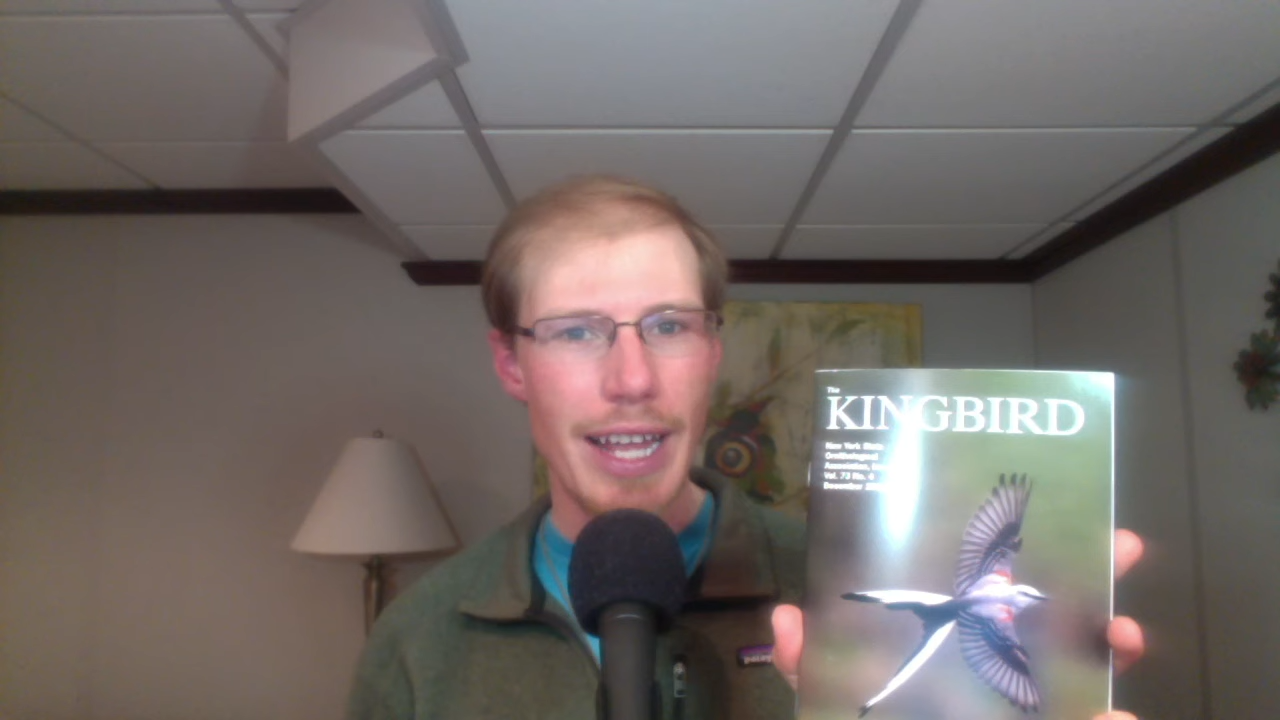 The
KINGBIRD
New York State
Ornithological
Association,
Vol. 73 No. 4
December